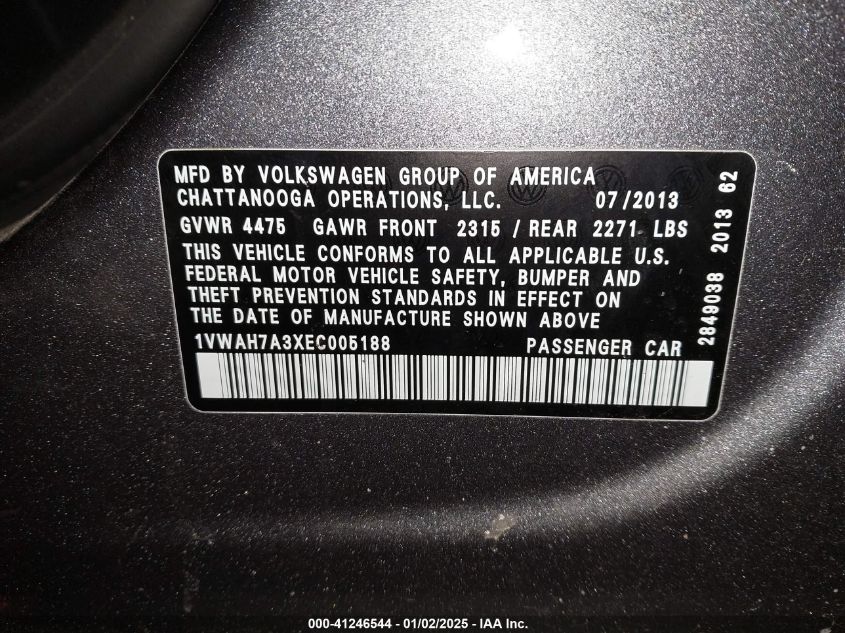 MFD BY VOLKSWAGEN GROUP OF AMERICA
CHATTANOOGA OPERATIONS, LLC. 07/2013
GVWR 4475 GAWR FRONT 2315 / REAR 2271 LBS
THIS VEHICLE CONFORMS TO ALL APPLICABLE U.S.
FEDERAL MOTOR VEHICLE SAFETY, BUMPER AND
THEFT PREVENTION STANDARDS IN EFFECT ON
THE DATE OF MANUFACTURE SHOWN ABOVE
1VWAH7A3XEC005188 PASSENGER CAR
2849038 2013 62
000-41246544 | 01/02/2025 - IAA Inc.